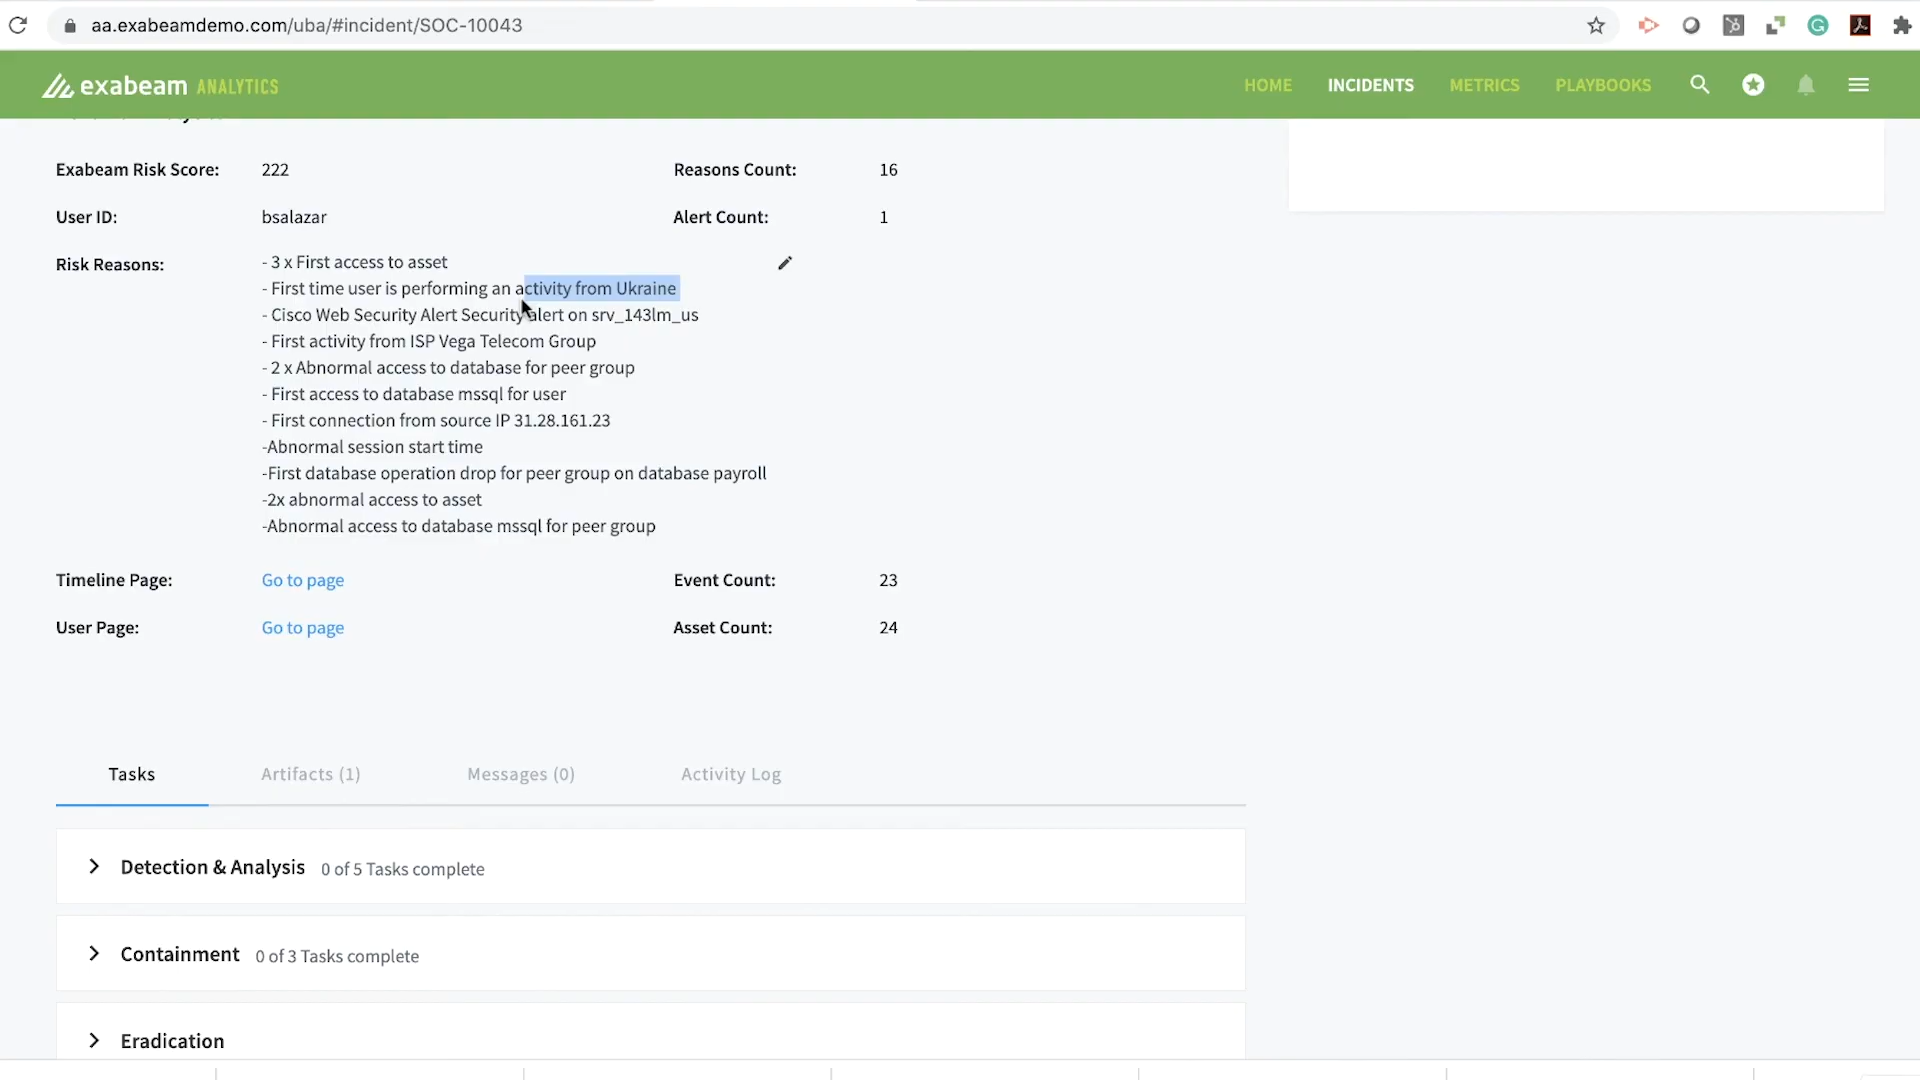 aa.exabeamdemo.com/uba/#incident/SOC-10043
exabeam ANALYTICS
HOME
INCIDENTS
METRICS
PLAYBOOKS
Exabeam Risk Score:
222
Reasons Count:
16
User ID:
bsalazar
Alert Count:
1
Risk Reasons:
- 3 x First access to asset
- First time user is performing an activity from Ukraine
- Cisco Web Security Alert Security alert on srv_143lm_us
- First activity from ISP Vega Telecom Group
- 2 x Abnormal access to database for peer group
- First access to database mssql for user
- First connection from source IP 31.28.161.23
-Abnormal session start time
-First database operation drop for peer group on database payroll
-2x abnormal access to asset
-Abnormal access to database mssql for peer group
Timeline Page:
Go to page
Event Count:
23
User Page:
Go to page
Asset Count:
24
Tasks
Artifacts (1)
Messages (0)
Activity Log
Detection & Analysis 0 of 5 Tasks complete
Containment 0 of 3 Tasks complete
Eradication